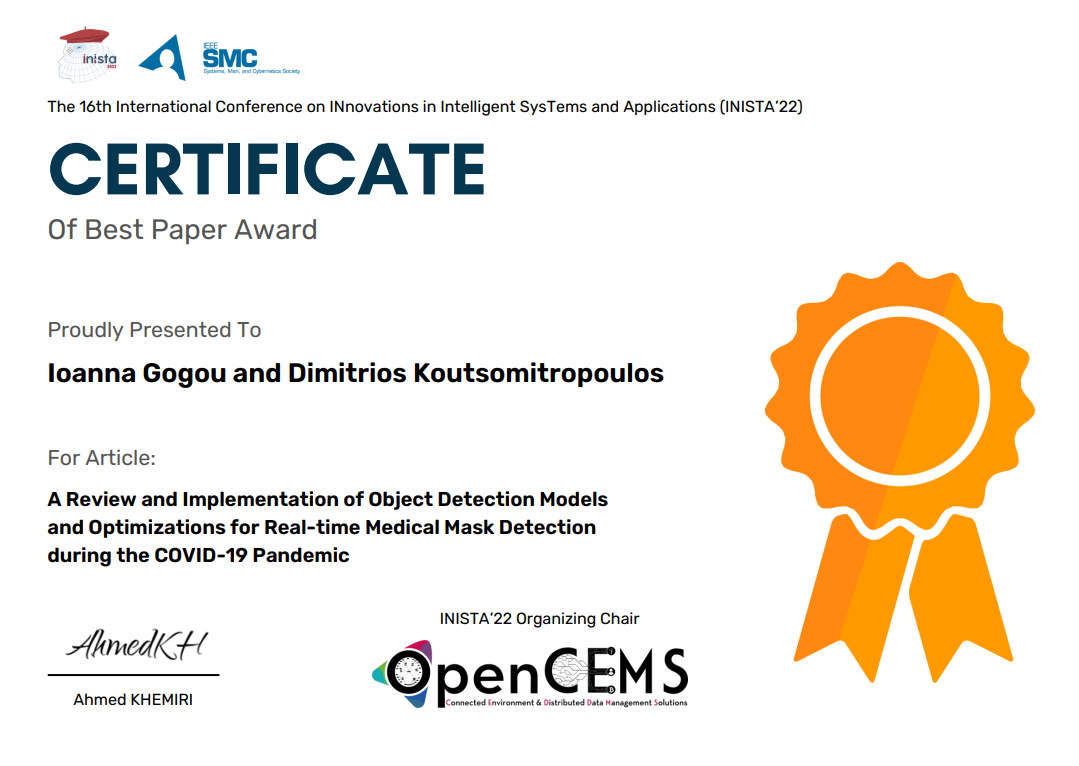 inista
2022
IEEE
SMC
Systems, Man, and Cybernetics Society
The 16th International Conference on INnovations in Intelligent SysTems and Applications (INISTA'22)
CERTIFICATE
Of Best Paper Award
Proudly Presented To
Ioanna Gogou and Dimitrios Koutsomitropoulos
For Article:
A Review and Implementation of Object Detection Models
and Optimizations for Real-time Medical Mask Detection
during the COVID-19 Pandemic
AhmedKH
Ahmed KHEMIRI
INISTA'22 Organizing Chair
OpenCEMS
Connected Environment & Distributed Data Management Solutions